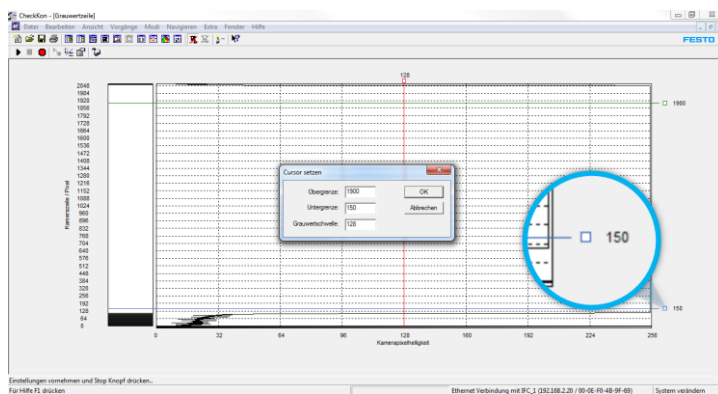 CheckKon - [Grauwertzeile]
Datei Bearbeiten Ansicht Vorgänge Modi Navigieren Extra Fenster Hilfe
FESTO
128
2048
1984
1920
1856
1792
1728
1664
1600
1536
1472
1408
1344
1280
1216
1152
1088
1024
960
896
832
768
704
640
576
512
448
384
320
256
192
128
64
0
Kamerazeile / Pixel
1900
Cursor setzen
Obergrenze: 1900 OK
Untergrenze: 150 Abbrechen
Grauwertschwelle: 128
150
150
0 32 64 96 128 160 192 224 256
Kamerapixelhelligkeit
Einstellungen vornehmen und Stop Knopf drücken..
Für Hilfe F1 drücken
Ethernet Verbindung mit IFC_1 (192.168.2.20 / 00-0E-F0-4B-9F-69) System verändern